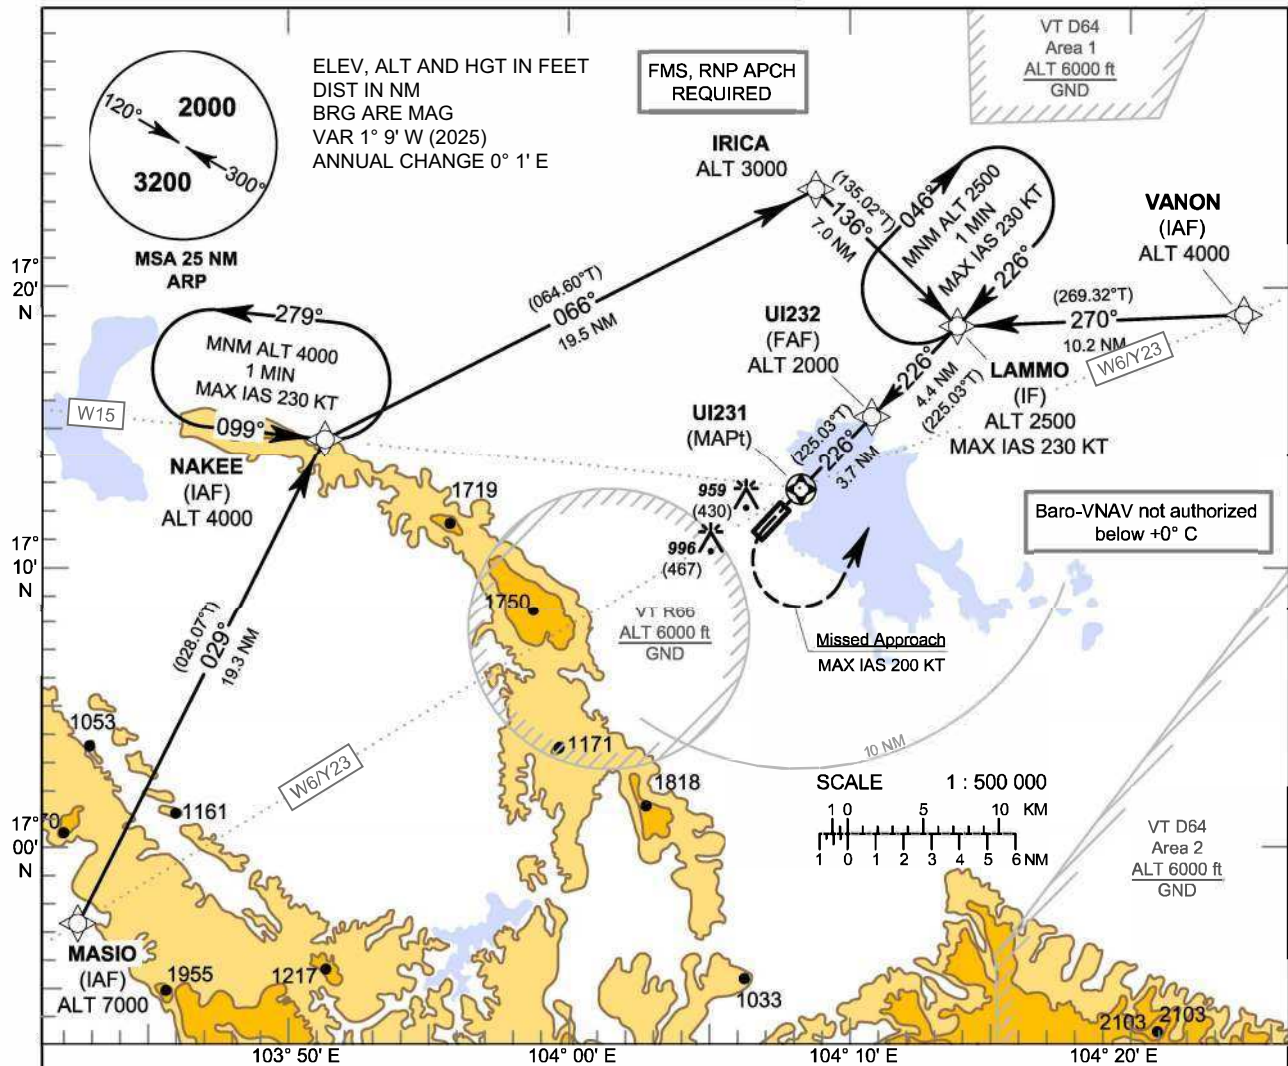 120°
2000
3200
300°
MSA 25 NM
ARP
ELEV, ALT AND HGT IN FEET
DIST IN NM
BRG ARE MAG
VAR 1° 9' W (2025)
ANNUAL CHANGE 0° 1' E
FMS, RNP APCH
REQUIRED
VT D64
Area 1
ALT 6000 ft
GND
IRICA
ALT 3000
(135.02°T)
136°
7.0 NM
046°
MNM ALT 2500
1 MIN
MAX IAS 230 KT
226°
VANON
(IAF)
ALT 4000
(269.32°T)
270°
10.2 NM
W6/Y23
17°
20'
N
(064.60°T)
066°
19.5 NM
279°
MNM ALT 4000
1 MIN
MAX IAS 230 KT
099°
W15
NAKEE
(IAF)
ALT 4000
UI232
(FAF)
ALT 2000
226°
4.4 NM
(225.03°T)
LAMMO
(IF)
ALT 2500
MAX IAS 230 KT
UI231
(MAPt)
(225.03°T)
226°
3.7 NM
1719
959
(430)
996
(467)
Baro-VNAV not authorized
below +0° C
17°
10'
N
1750
VT R66
ALT 6000 ft
GND
Missed Approach
MAX IAS 200 KT
(028.07°T)
029°
19.3 NM
1053
1161
W6/Y23
1171
1818
10 NM
SCALE 1 : 500 000
1 0 5 10 KM
1 0 1 2 3 4 5 6 NM
17°
00'
N
70
VT D64
Area 2
ALT 6000 ft
GND
MASIO
(IAF)
ALT 7000
1955
1217
1033
2103
2103
103° 50' E
104° 00' E
104° 10' E
104° 20' E